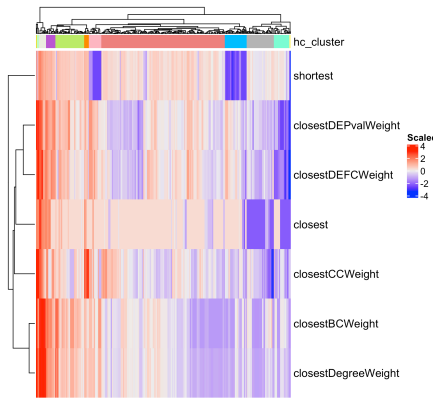 hc_cluster
shortest
closestDEPvalWeight
closestDEFCWeight
closest
closestCCWeight
closestBCWeight
closestDegreeWeight
Scaled
4
2
0
-2
-4